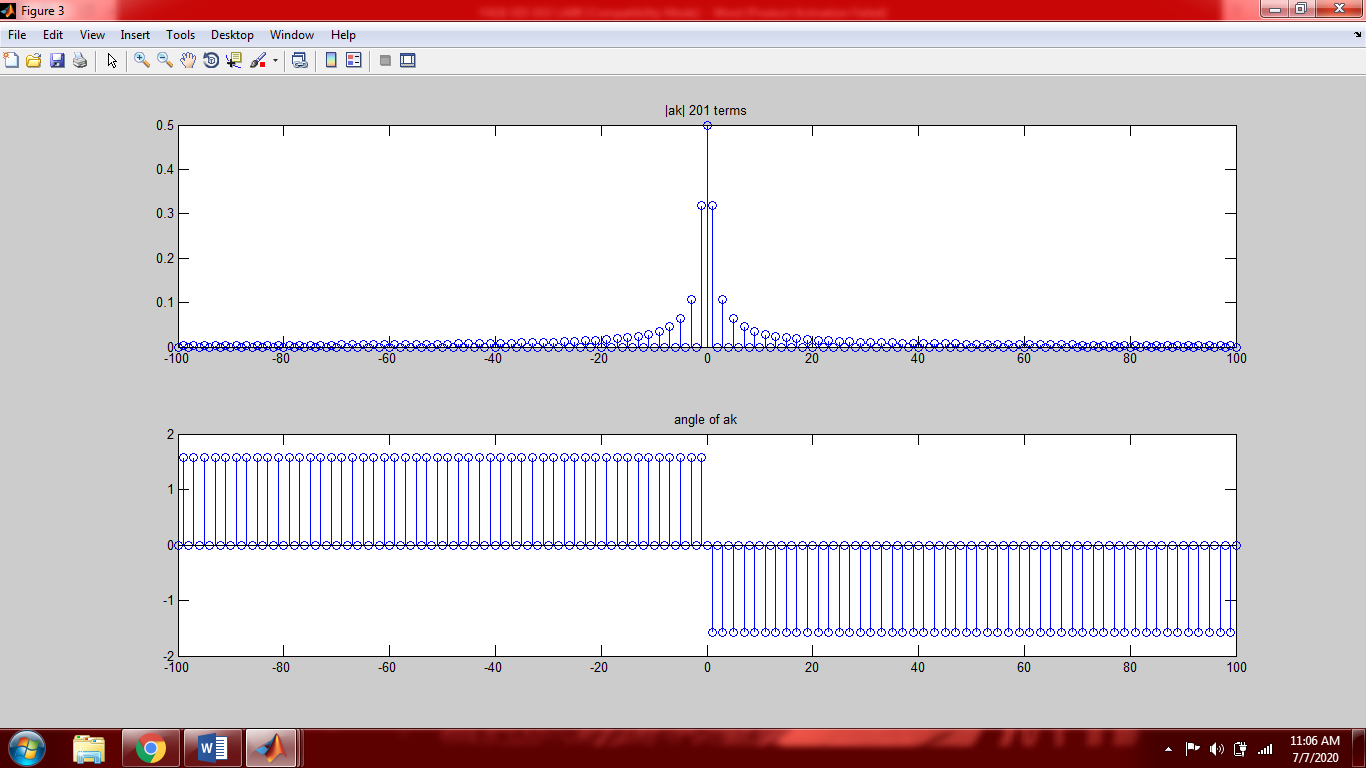 Figure 3
File Edit View Insert Tools Desktop Window Help
|ak| 201 terms
0.5
0.4
0.3
0.2
0.1
0
-100 -80 -60 -40 -20 0 20 40 60 80 100
angle of ak
2
1
0
-1
-2
-100 -80 -60 -40 -20 0 20 40 60 80 100
11:06 AM
7/7/2020